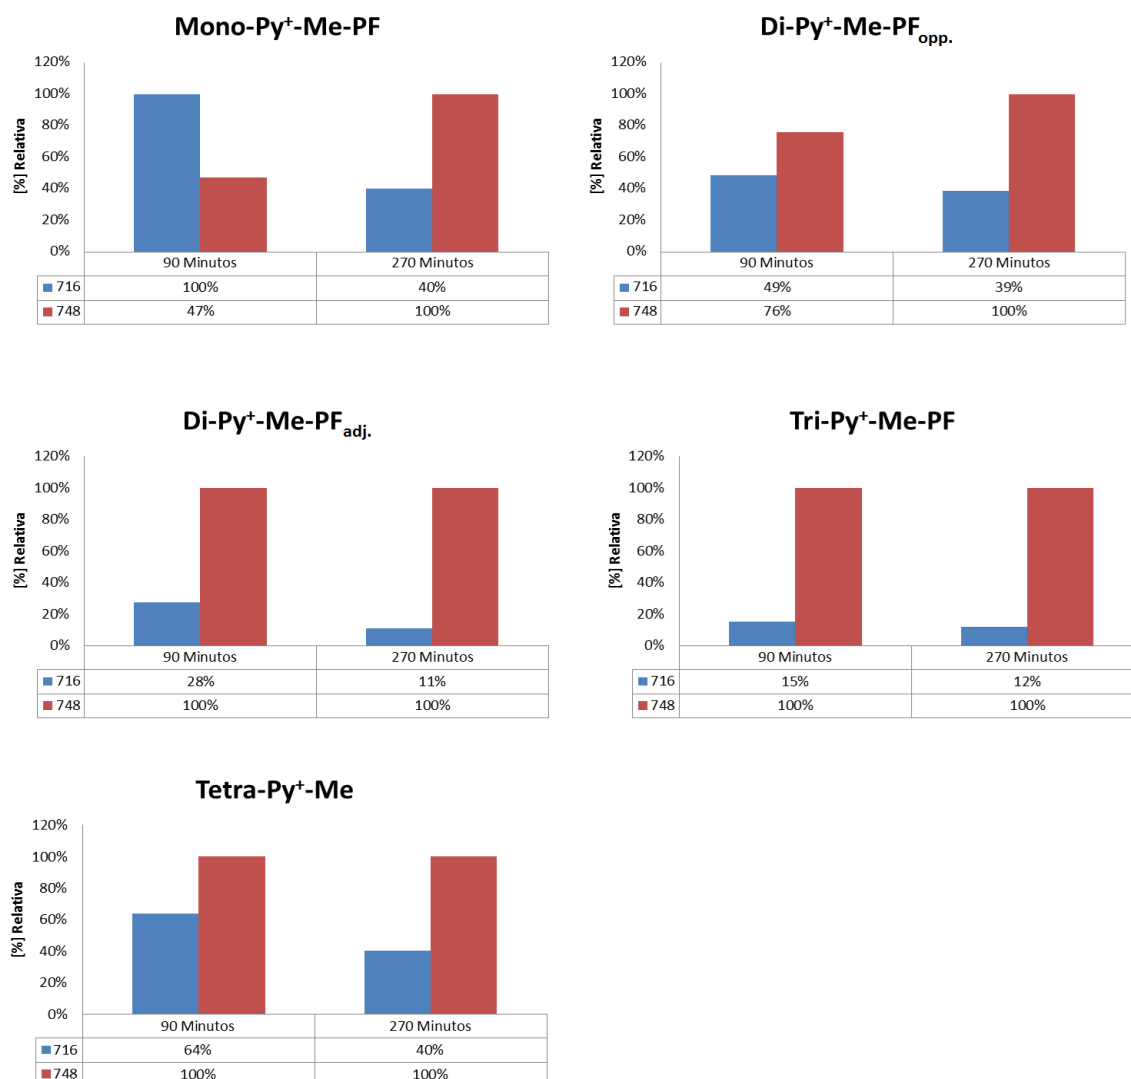 Mono-Py⁺-Me-PF
[%] Relativa
120%
100%
80%
60%
40%
20%
0%
90 Minutos 270 Minutos
716 100% 40%
748 47% 100%
Di-Py⁺-Me-PFopp.
[%] Relativa
120%
100%
80%
60%
40%
20%
0%
90 Minutos 270 Minutos
716 49% 39%
748 76% 100%
Di-Py⁺-Me-PFadj.
[%] Relativa
120%
100%
80%
60%
40%
20%
0%
90 Minutos 270 Minutos
716 28% 11%
748 100% 100%
Tri-Py⁺-Me-PF
[%] Relativa
120%
100%
80%
60%
40%
20%
0%
90 Minutos 270 Minutos
716 15% 12%
748 100% 100%
Tetra-Py⁺-Me
[%] Relativa
120%
100%
80%
60%
40%
20%
0%
90 Minutos 270 Minutos
716 64% 40%
748 100% 100%